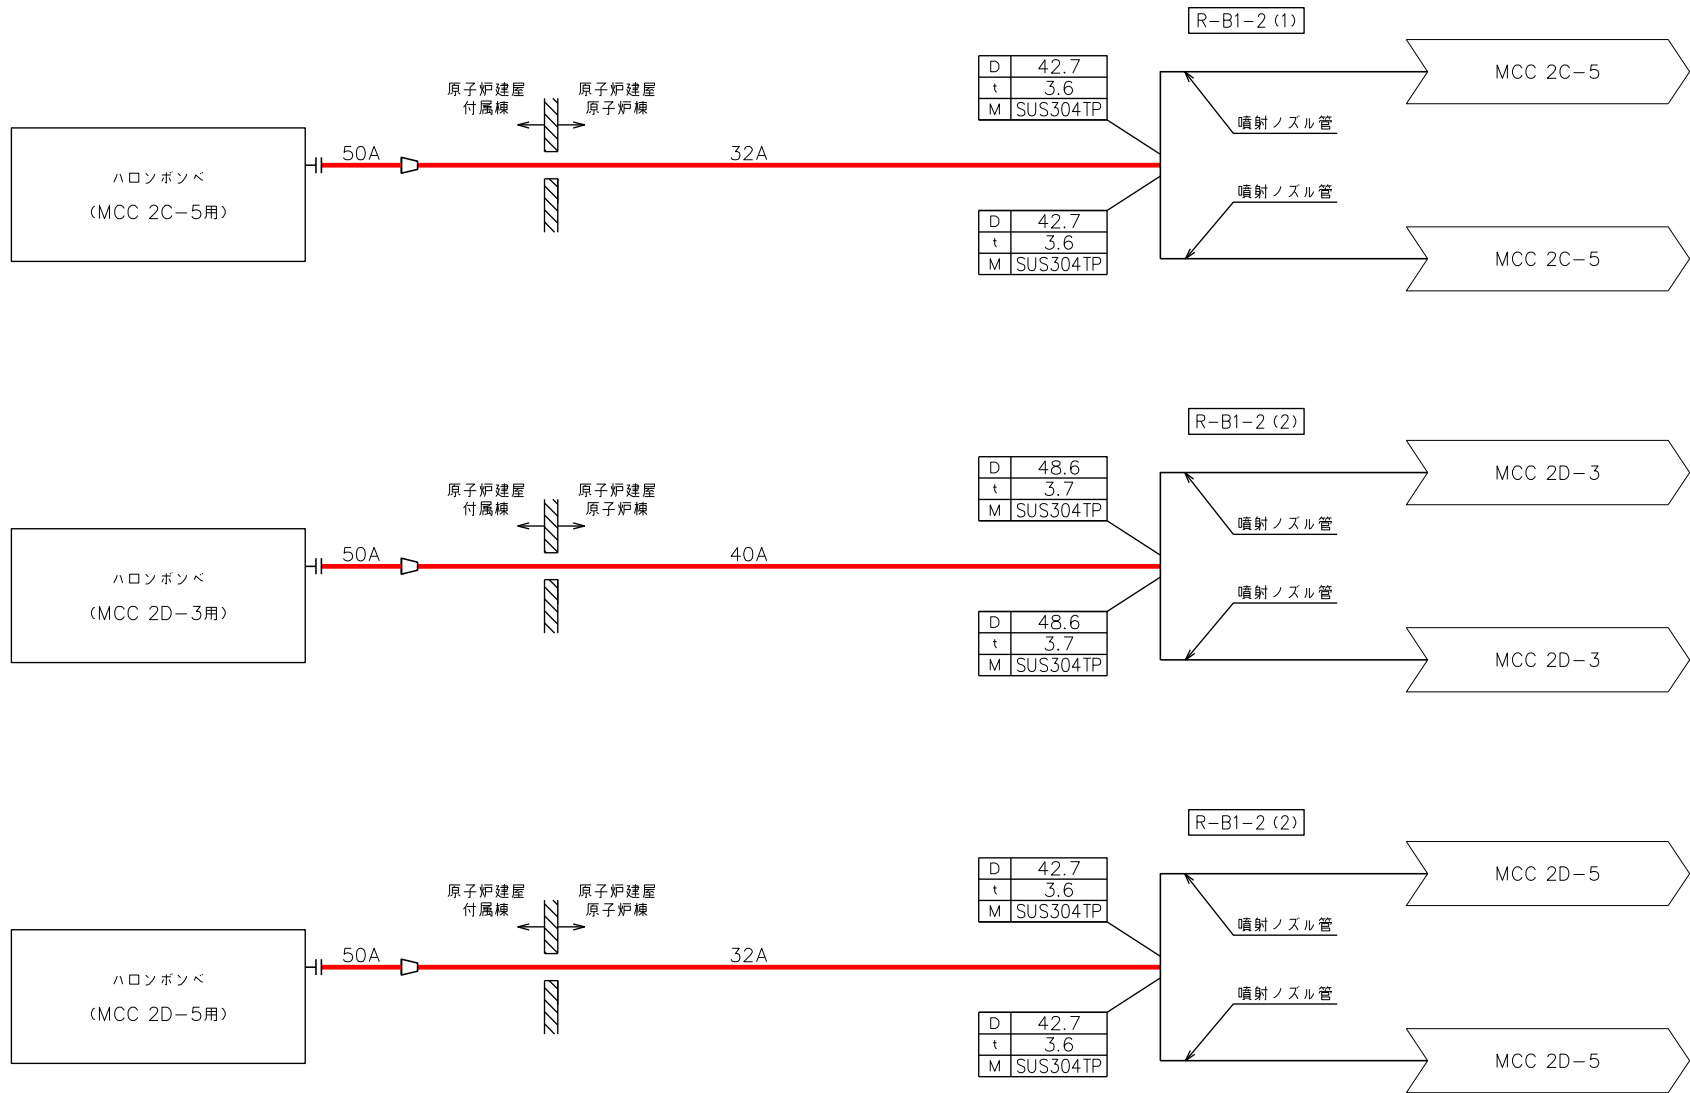 R-B1-2 (1)
D 42.7
t 3.6
M SUS304TP
MCC 2C-5
原子炉建屋
付属棟
原子炉建屋
原子炉棟
噴射ノズル管
50A
32A
ハロンボンベ
(MCC 2C-5用)
噴射ノズル管
D 42.7
t 3.6
M SUS304TP
MCC 2C-5
R-B1-2 (2)
D 48.6
t 3.7
M SUS304TP
MCC 2D-3
原子炉建屋
付属棟
原子炉建屋
原子炉棟
噴射ノズル管
50A
40A
ハロンボンベ
(MCC 2D-3用)
噴射ノズル管
D 48.6
t 3.7
M SUS304TP
MCC 2D-3
R-B1-2 (2)
D 42.7
t 3.6
M SUS304TP
MCC 2D-5
原子炉建屋
付属棟
原子炉建屋
原子炉棟
噴射ノズル管
50A
32A
ハロンボンベ
(MCC 2D-5用)
噴射ノズル管
D 42.7
t 3.6
M SUS304TP
MCC 2D-5